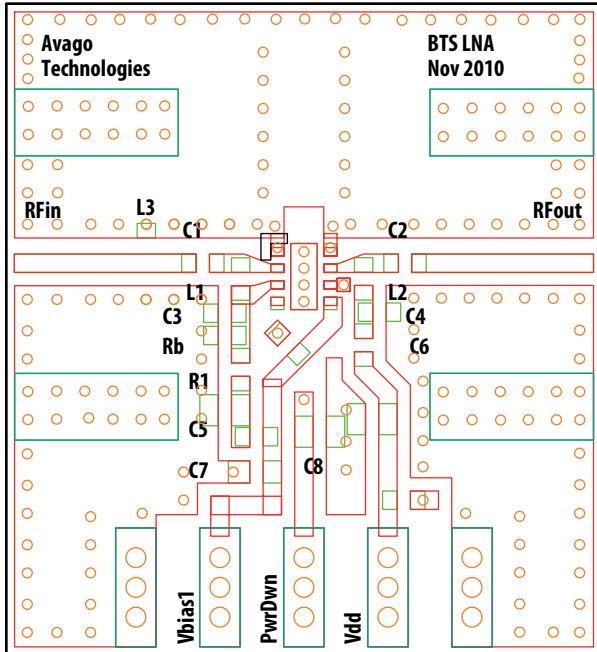 Avago
Technologies
BTS LNA
Nov 2010
RFin
L3
C1
C2
RFout
L1
L2
C3
C4
Rb
C6
R1
C5
C7
C8
Vbias1
PwrDwn
Vdd